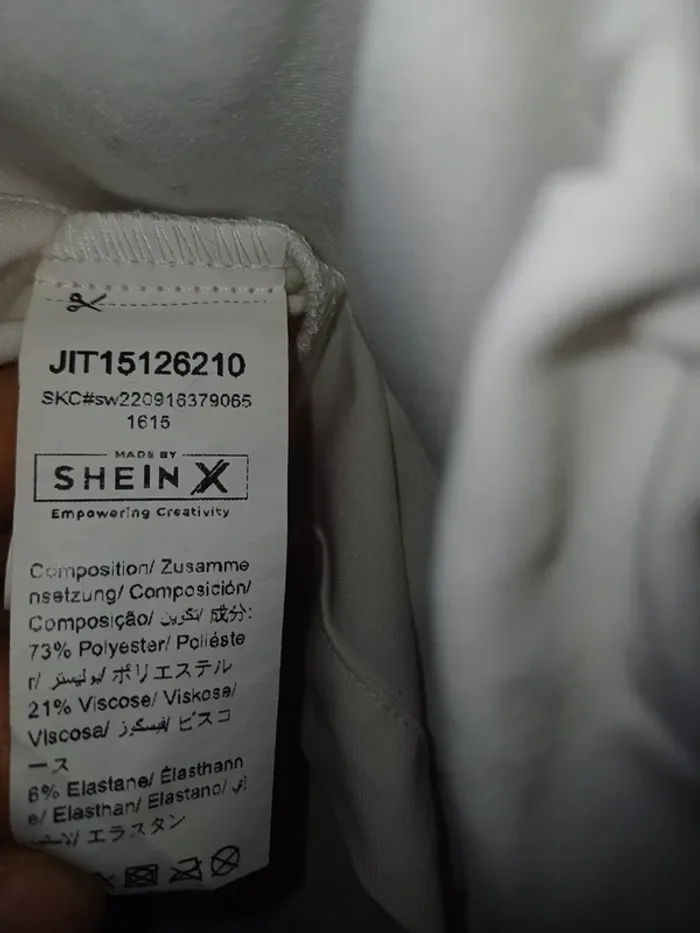 JIT15126210
SKC#sw220916379065
1615
MADE BY
SHEIN X
Empowering Creativity
Composition/ Zusamme
nsetzung/ Composición/
Composição/ تكوين/ 成分:
73% Polyester/ Poliéste
r/ بوليستر/ ポリエステル
21% Viscose/ Viskose/
Viscosa/ فيسكوز/ ビスコ
ース
6% Elastane/ Élasthann
e/ Elasthan/ Elastano/
エラスタン